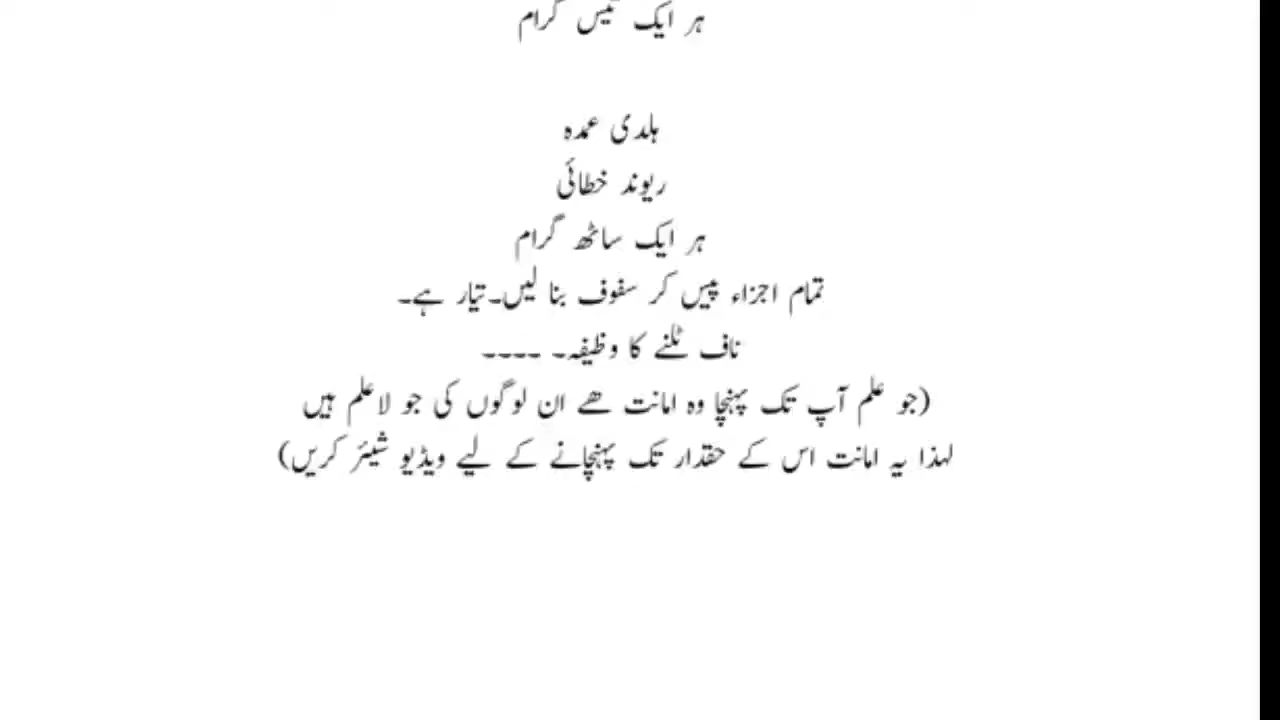 ہر ایک تیس گرام
ہلدی عمدہ
ریوند خطائی
ہر ایک ساٹھ گرام
تمام اجزاء پیس کر سفوف بنا لیں۔تیار ہے۔
ناف ٹلنے کا وظیفہ۔ ۔۔۔۔
(جو علم آپ تک پہنچا وہ امانت ھے ان لوگوں کی جو لاعلم ہیں
لہذا یہ امانت اس کے حقدار تک پہنچانے کے لیے ویڈیو شیئر کریں)